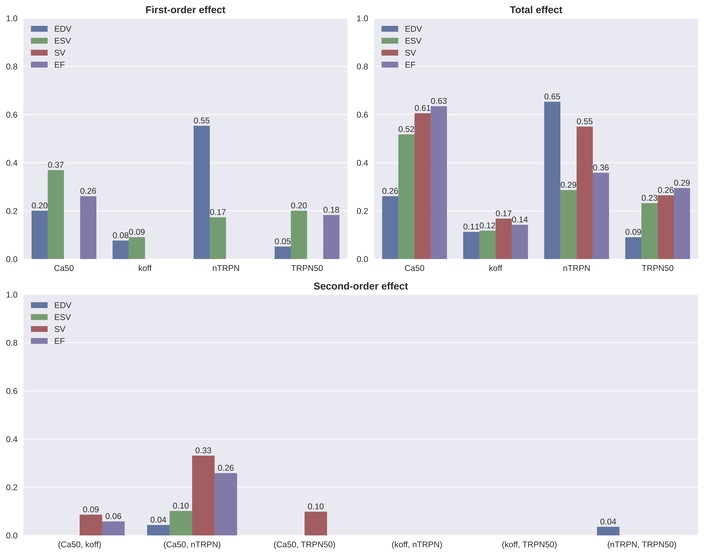 First-order effect
1.0
0.8
0.6
0.4
0.2
0.0
EDV
ESV
SV
EF
0.20
0.37
0.26
0.08
0.09
0.55
0.17
0.05
0.20
0.18
Ca50
koff
nTRPN
TRPN50
Total effect
1.0
0.8
0.6
0.4
0.2
0.0
EDV
ESV
SV
EF
0.26
0.52
0.61
0.63
0.11
0.12
0.17
0.14
0.65
0.29
0.55
0.36
0.09
0.23
0.26
0.29
Ca50
koff
nTRPN
TRPN50
Second-order effect
1.0
0.8
0.6
0.4
0.2
0.0
EDV
ESV
SV
EF
0.09
0.06
0.04
0.10
0.33
0.26
0.10
0.04
(Ca50, koff)
(Ca50, nTRPN)
(Ca50, TRPN50)
(koff, nTRPN)
(koff, TRPN50)
(nTRPN, TRPN50)